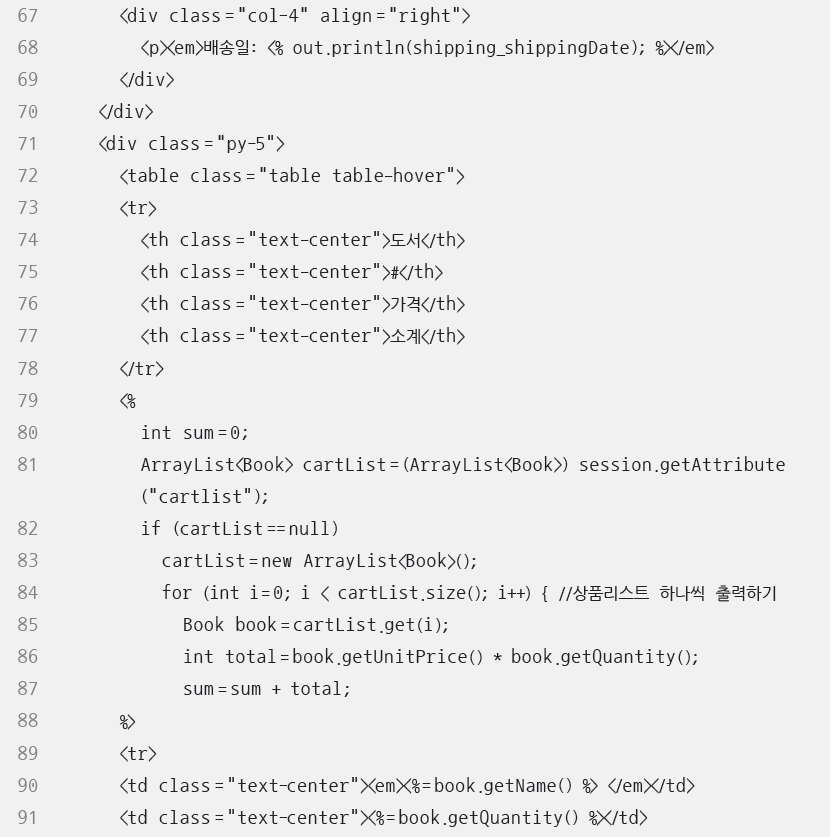 67 <div class="col-4" align="right">
68 <p><em>배송일: <% out.println(shipping_shippingDate); %></em>
69 </div>
70 </div>
71 <div class="py-5">
72 <table class="table table-hover">
73 <tr>
74 <th class="text-center">도서</th>
75 <th class="text-center">#</th>
76 <th class="text-center">가격</th>
77 <th class="text-center">소계</th>
78 </tr>
79 <%
80 int sum=0;
81 ArrayList<Book> cartList=(ArrayList<Book>) session.getAttribute
("cartlist");
82 if (cartList==null)
83 cartList=new ArrayList<Book>();
84 for (int i=0; i < cartList.size(); i++) { //상품리스트 하나씩 출력하기
85 Book book=cartList.get(i);
86 int total=book.getUnitPrice() * book.getQuantity();
87 sum=sum + total;
88 %>
89 <tr>
90 <td class="text-center"><em><%=book.getName() %> </em></td>
91 <td class="text-center"><%=book.getQuantity() %></td>